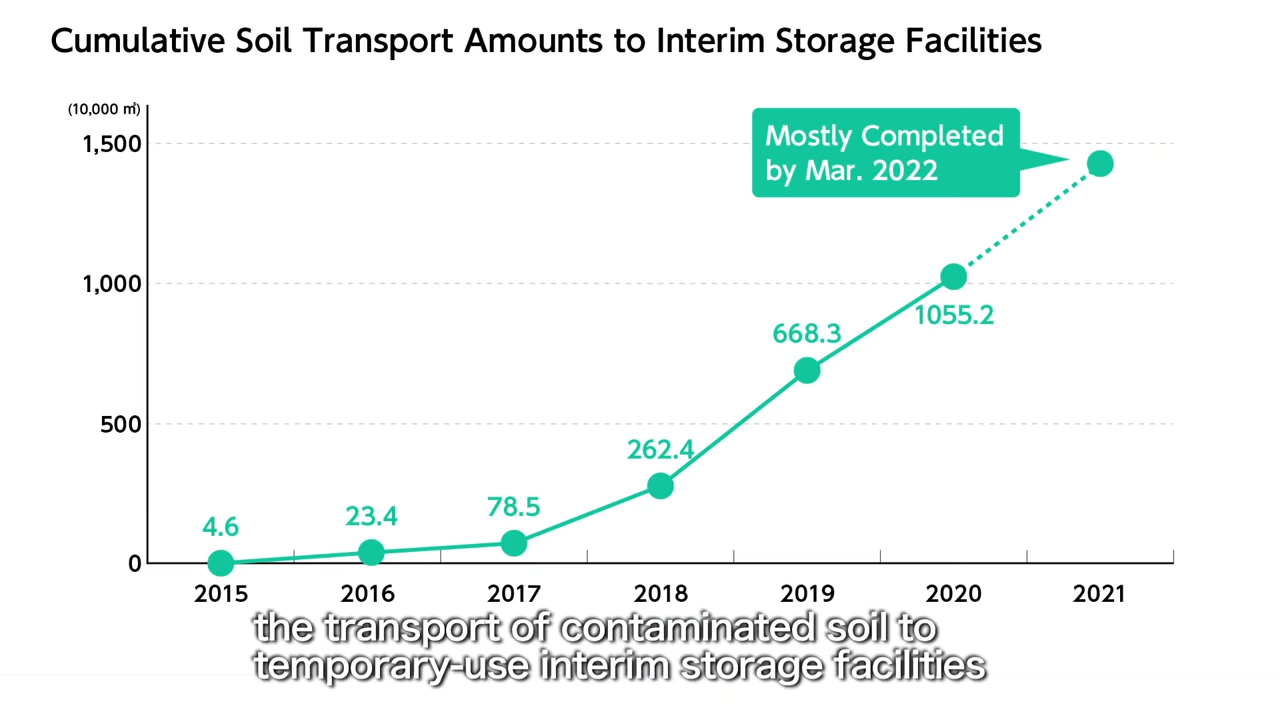 Cumulative Soil Transport Amounts to Interim Storage Facilities
(10,000 ㎥)
1,500
1,000
500
0
Mostly Completed
by Mar. 2022
4.6
23.4
78.5
262.4
668.3
1055.2
2015 2016 2017 2018 2019 2020 2021
the transport of contaminated soil to
temporary-use interim storage facilities